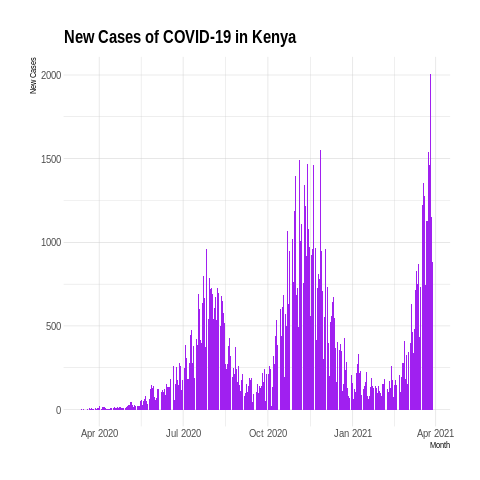 New Cases of COVID-19 in Kenya
New Cases
2000
1500
1000
500
0
Apr 2020
Jul 2020
Oct 2020
Jan 2021
Apr 2021
Month